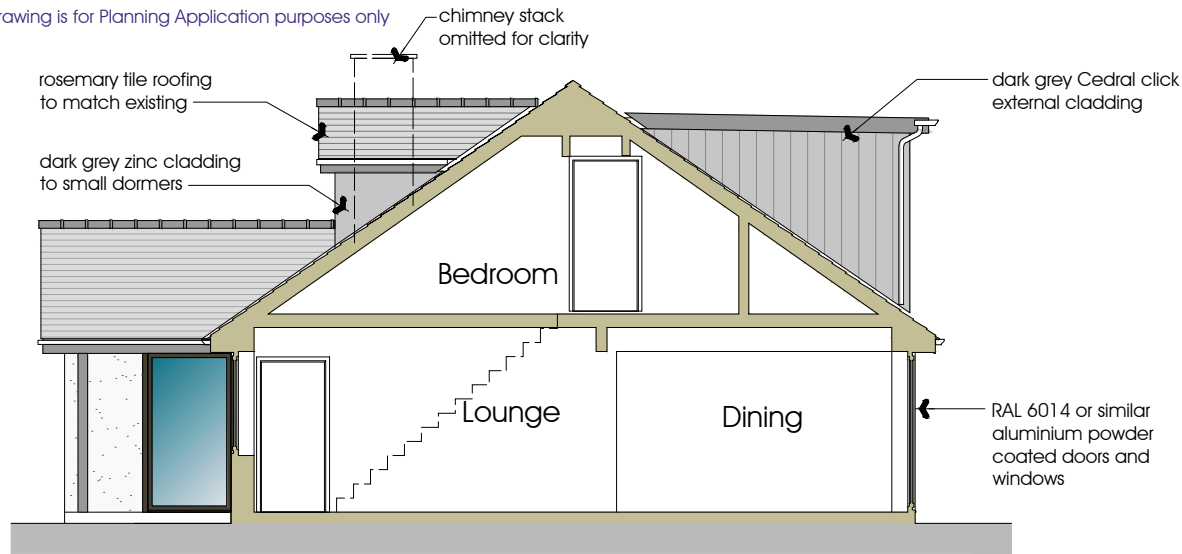 rawing is for Planning Application purposes only
chimney stack
omitted for clarity
rosemary tile roofing
to match existing
dark grey Cedral click
external cladding
dark grey zinc cladding
to small dormers
Bedroom
Lounge
Dining
RAL 6014 or similar
aluminium powder
coated doors and
windows